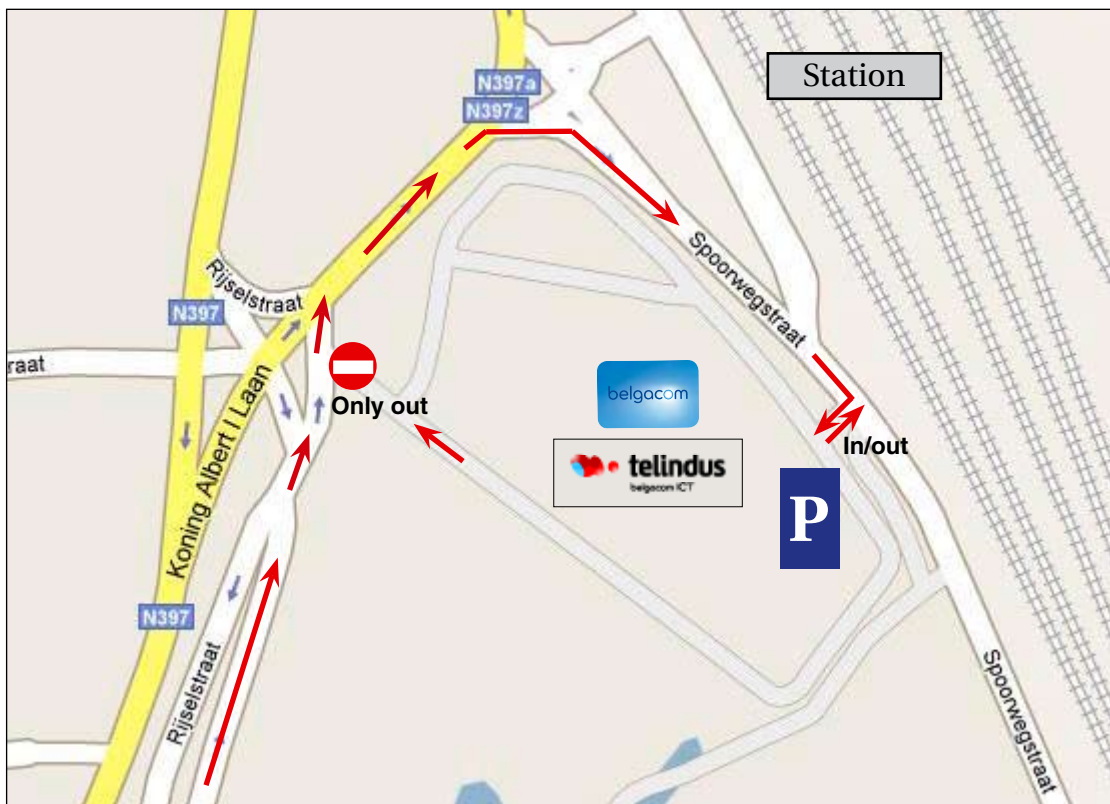 N397a
N397z
Station
Spoorwegstraat
Rijselstraat
N397
raat
Koning Albert I Laan
Only out
belgacom
telindus
belgacom ICT
In/out
P
N397
Rijselstraat
Spoorwegstraat